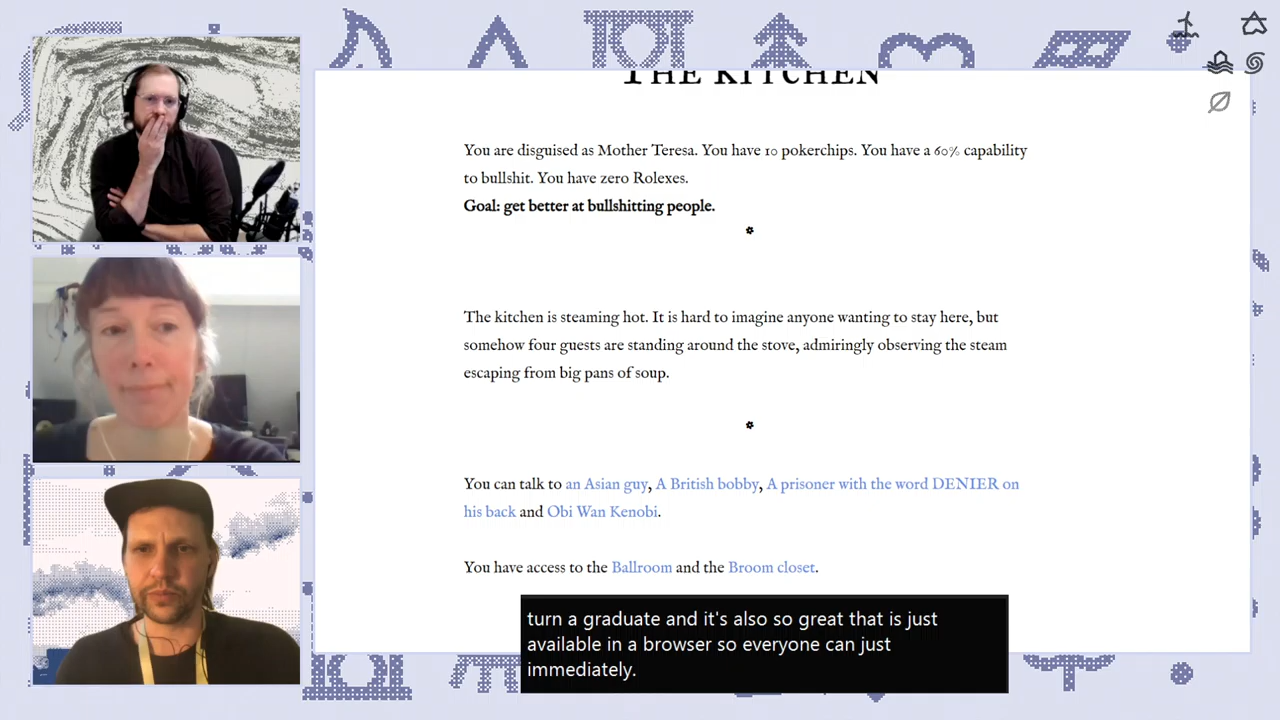 THE KITCHEN
You are disguised as Mother Teresa. You have 10 pokerchips. You have a 60% capability
to bullshit. You have zero Rolexes.
Goal: get better at bullshitting people.
The kitchen is steaming hot. It is hard to imagine anyone wanting to stay here, but
somehow four guests are standing around the stove, admiringly observing the steam
escaping from big pans of soup.
You can talk to an Asian guy, A British bobby, A prisoner with the word DENIER on
his back and Obi Wan Kenobi.
You have access to the Ballroom and the Broom closet.
turn a graduate and it's also so great that is just
available in a browser so everyone can just
immediately.